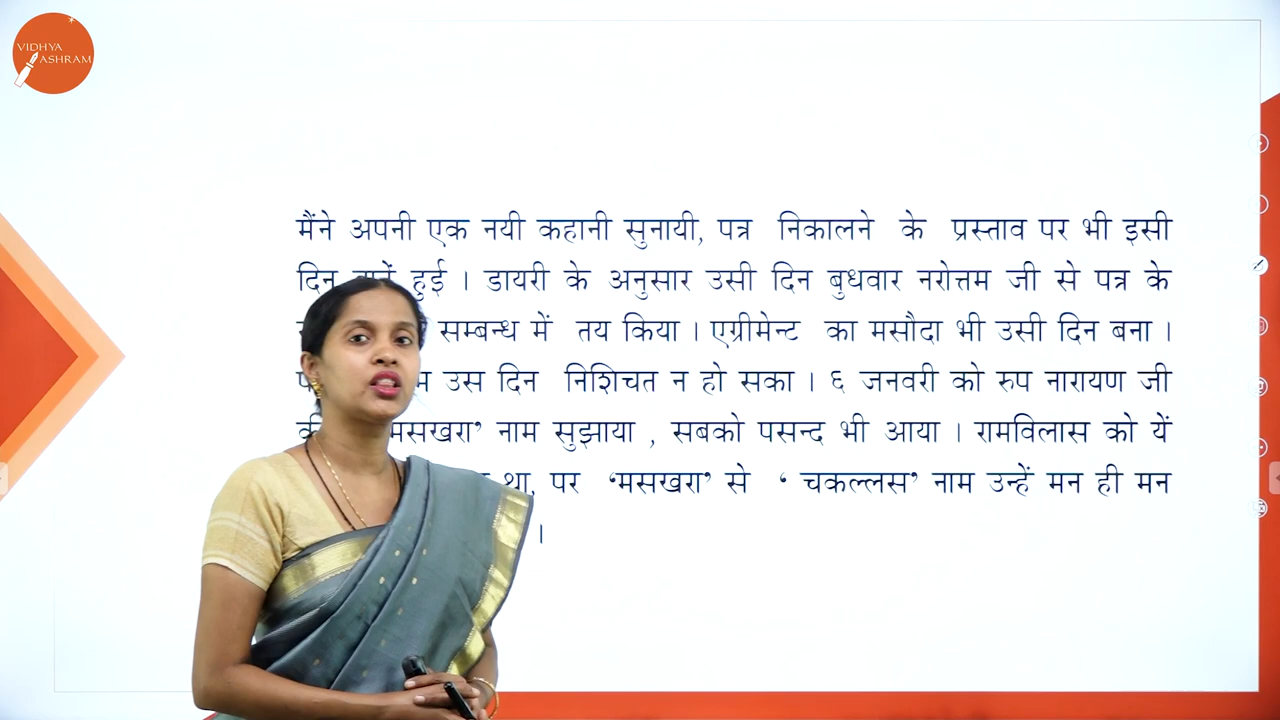 VIDHYA
ASHRAM
मैंने अपनी एक नयी कहानी सुनायी, पत्र निकालने के प्रस्ताव पर भी इसी
दिन हुई । डायरी के अनुसार उसी दिन बुधवार नरोत्तम जी से पत्र के
सम्बन्ध में तय किया । एग्रीमेन्ट का मसौदा भी उसी दिन बना ।
उस दिन निशिचत न हो सका । ६ जनवरी को रुप नारायण जी
मसखरा’ नाम सुझाया , सबको पसन्द भी आया । रामविलास को यें
था, पर ‘मसखरा’ से ‘ चकल्लस’ नाम उन्हें मन ही मन
।